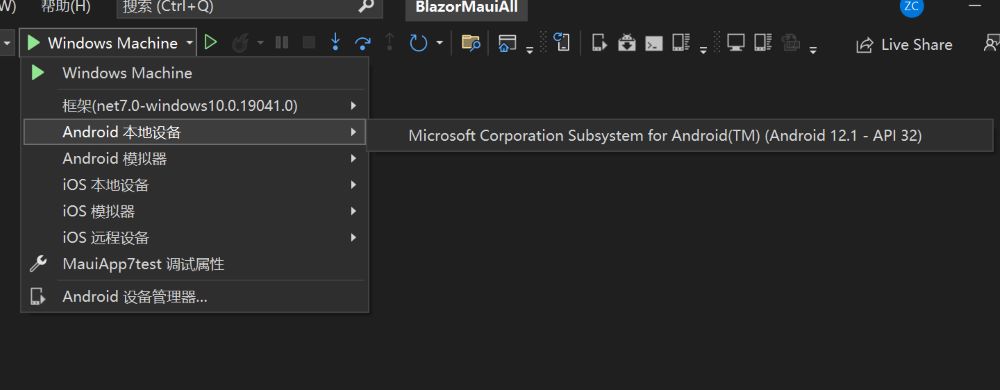 W) 帮助(H) 搜索 (Ctrl+Q) BlazorMauiAll ZC
Windows Machine Live Share
Windows Machine
框架(net7.0-windows10.0.19041.0)
Android 本地设备 Microsoft Corporation Subsystem for Android(TM) (Android 12.1 - API 32)
Android 模拟器
iOS 本地设备
iOS 模拟器
iOS 远程设备
MauiApp7test 调试属性
Android 设备管理器...